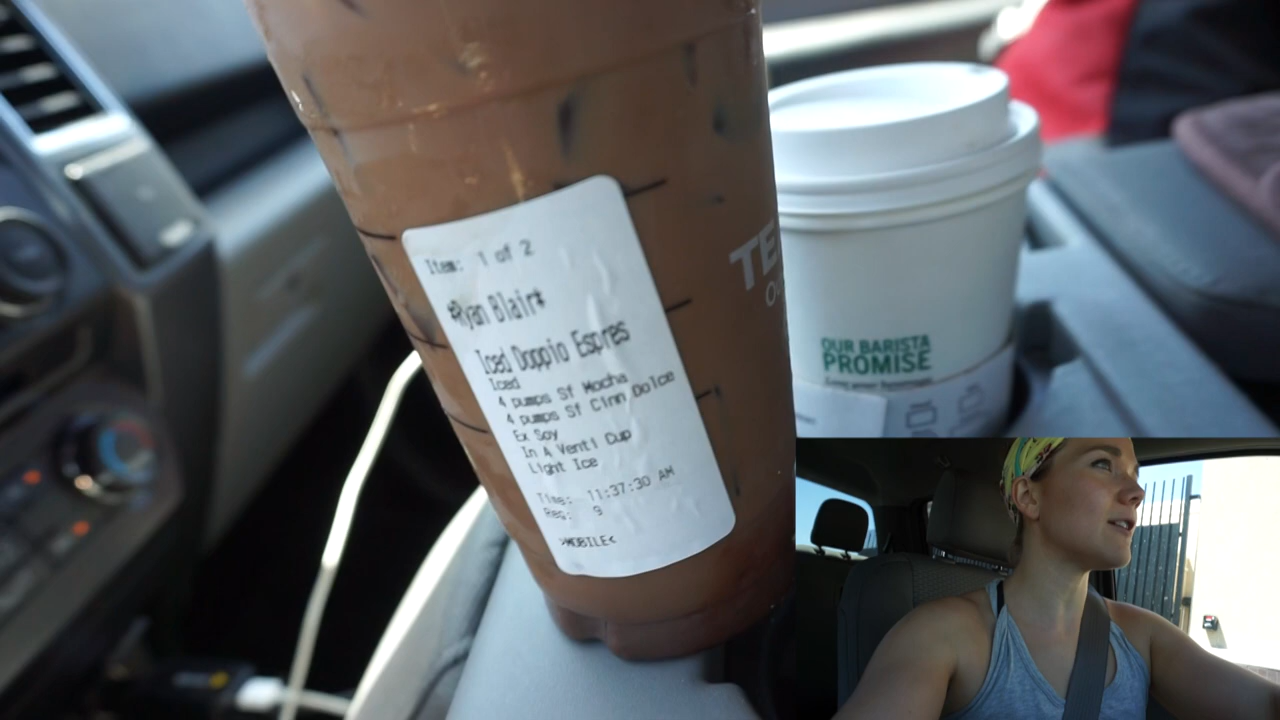 Item: 1 of 2
*Ryan Blair*
Iced Doppio Espres
Iced
4 pumps Sf Mocha
4 pumps Sf Cinn Dolce
Ex Soy
In A Venti Cup
Light Ice
Time: 11:37:30 AM
Reg: 9
>MOBILE<
TE
OUR BARISTA
PROMISE